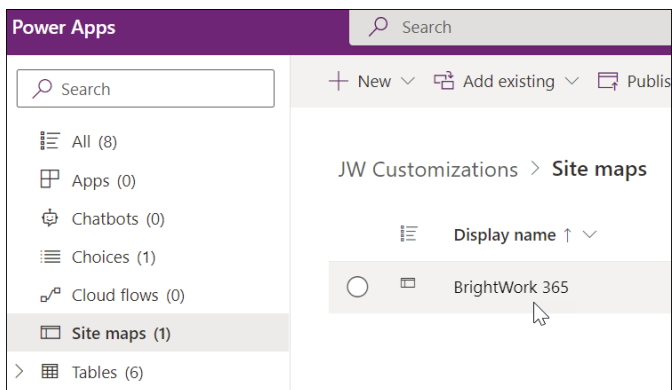 Power Apps
Search
Search
All (8)
Apps (0)
Chatbots (0)
Choices (1)
Cloud flows (0)
Site maps (1)
Tables (6)
New
Add existing
Publis
JW Customizations > Site maps
Display name ↑
BrightWork 365